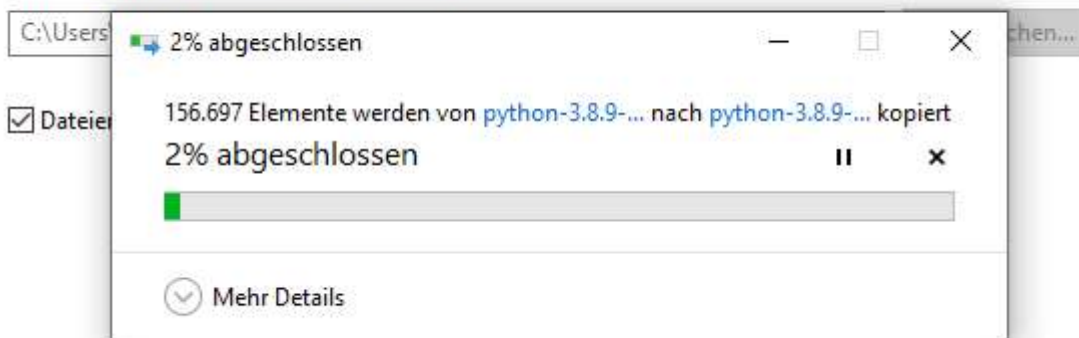 2% abgeschlossen
C:\Users
chen...
156.697 Elemente werden von python-3.8.9-... nach python-3.8.9-... kopiert
Dateien
2% abgeschlossen
Mehr Details